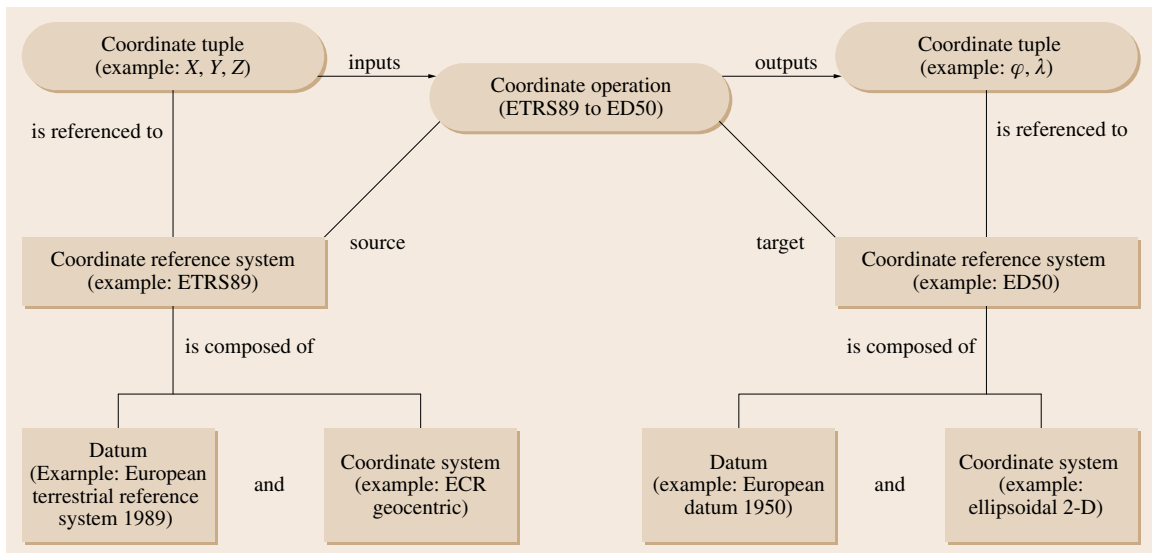 Coordinate tuple
(example: X, Y, Z)
inputs
Coordinate operation
(ETRS89 to ED50)
outputs
Coordinate tuple
(example: φ, λ)
is referenced to
is referenced to
source
target
Coordinate reference system
(example: ETRS89)
Coordinate reference system
(example: ED50)
is composed of
is composed of
Datum
(Exarnple: European
terrestrial reference
system 1989)
and
Coordinate system
(example: ECR
geocentric)
Datum
(example: European
datum 1950)
and
Coordinate system
(example:
ellipsoidal 2-D)